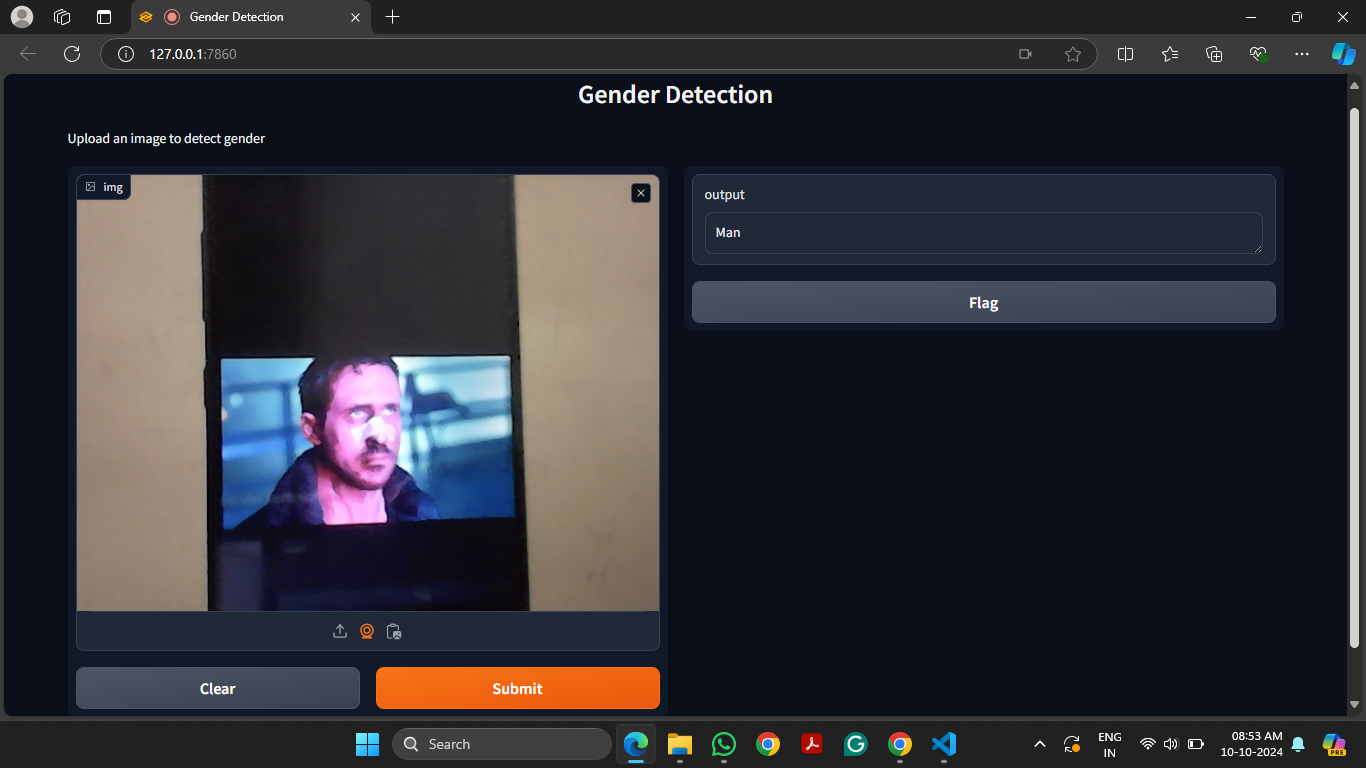 Gender Detection
127.0.0.1:7860
Gender Detection
Upload an image to detect gender
img
output
Man
Flag
Clear
Submit
Search
ENG
IN
08:53 AM
10-10-2024
PRE